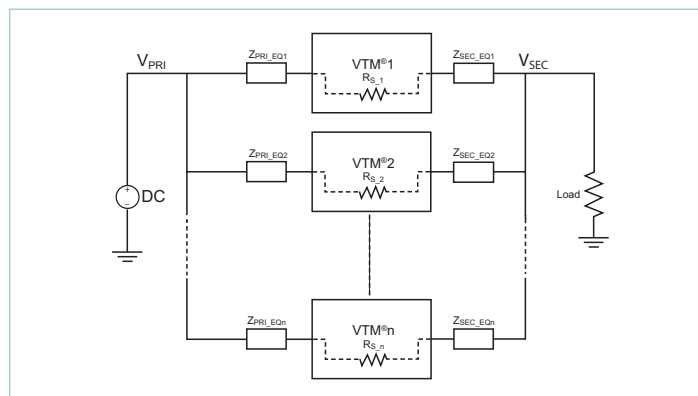 V_PRI Z_PRI_EQ1 VTM®1 Z_SEC_EQ1 V_SEC
R_S_1
Z_PRI_EQ2 VTM®2 Z_SEC_EQ2
R_S_2
+
− DC
Load
Z_PRI_EQn VTM®n Z_SEC_EQn
R_S_n